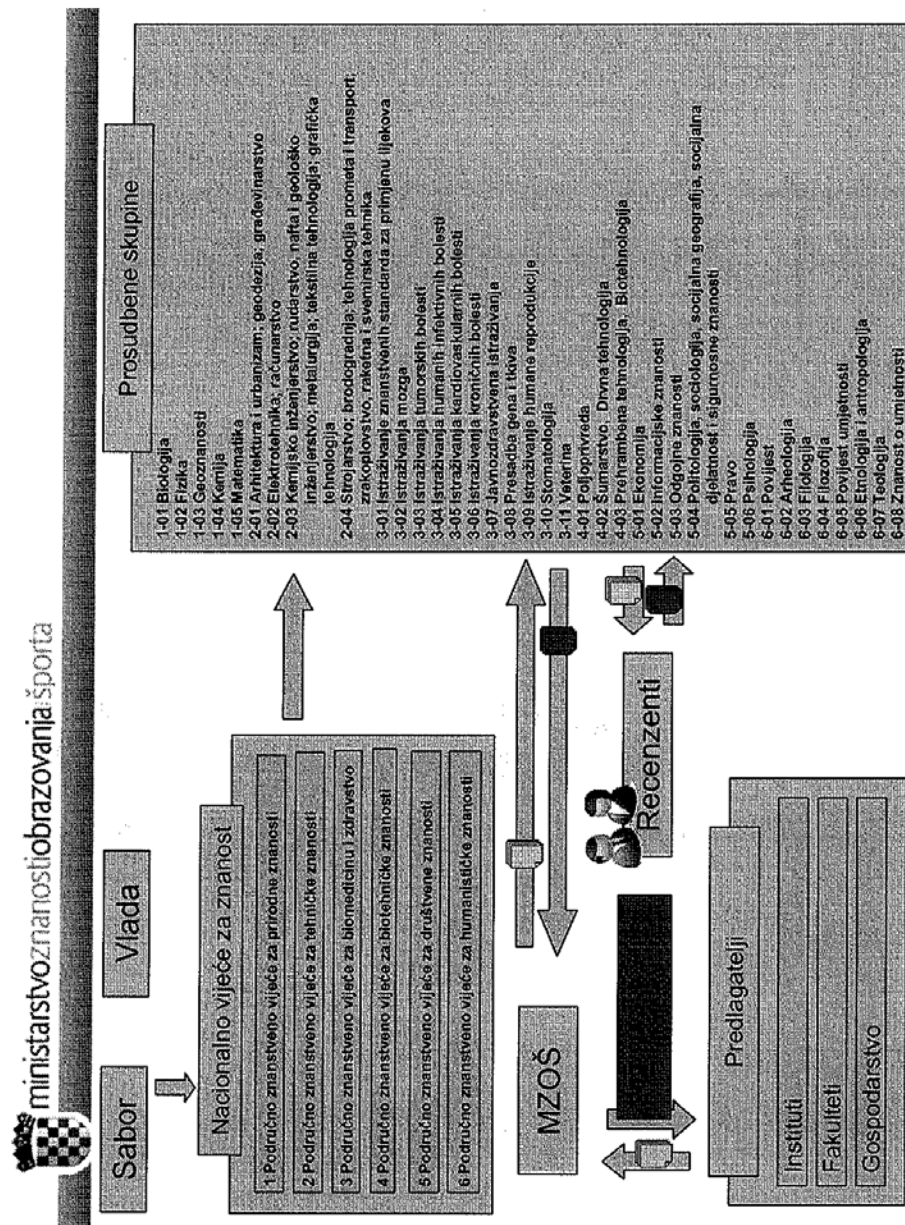 ministarstvoznanostiobrazovanjaišporta
Sabor
Vlada
Nacionalno vijeće za znanost
1 Područno znanstveno vijeće za prirodne znanosti
2 Područno znanstveno vijeće za tehničke znanosti
3 Područno znanstveno vijeće za biomedicinu i zdravstvo
4 Područno znanstveno vijeće za biotehničke znanosti
5 Područno znanstveno vijeće za društvene znanosti
6 Područno znanstveno vijeće za humanističke znanosti
MZOŠ
Recenzenti
Predlagatelji
Instituti
Fakulteti
Gospodarstvo
Prosudbene skupine
1-01 Biologija
1-02 Fizika
1-03 Geoznanosti
1-04 Kemija
1-05 Matematika
2-01 Arhitektura i urbanizam; geodezija, građevinarstvo
2-02 Elektrotehnika, računarstvo
2-03 Kemijsko inženjerstvo; rudarstvo, nafta i geološko
inženjerstvo; metalurgija; tekstilna tehnologija; grafička
tehnologija
2-04 Strojarstvo; brodogradnja; tehnologija prometa i transport;
zrakoplovstvo, raketna i svemirska tehnika
3-01 Istraživanje znanstvenih standarda za primjenu lijekova
3-02 Istraživanja mozga
3-03 Istraživanja tumorskih bolesti
3-04 Istraživanja humanih infektivnih bolesti
3-05 Istraživanja kardiovaskularnih bolesti
3-06 Istraživanja kroničnih bolesti
3-07 Javnozdravstvena istraživanja
3-08 Presadba gena i tkiva
3-09 Istraživanje humane reprodukcije
3-10 Stomatologija
3-11 Veterina
4-01 Poljoprivreda
4-02 Šumarstvo, Drvna tehnologija
4-03 Prehrambena tehnologija, Biotehnologija
5-01 Ekonomija
5-02 Informacijske znanosti
5-03 Odgojne znanosti
5-04 Politologija, sociologija, socijalna geografija, socijalna
djelatnost i sigurnosne znanosti
5-05 Pravo
5-06 Psihologija
6-01 Povijest
6-02 Arheologija
6-03 Filologija
6-04 Filozofija
6-05 Povijest umjetnosti
6-06 Etnologija i antropologija
6-07 Teologija
6-08 Znanost o umjetnosti